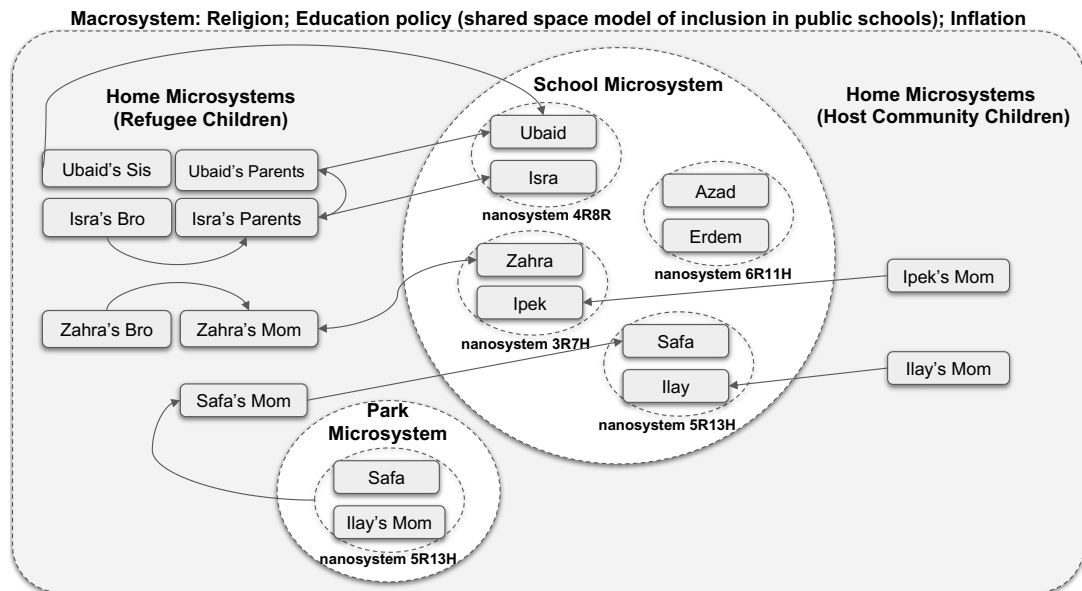 Macrosystem: Religion; Education policy (shared space model of inclusion in public schools); Inflation
Home Microsystems
(Refugee Children)
Ubaid's Sis
Ubaid's Parents
Isra's Bro
Isra's Parents
Zahra's Bro
Zahra's Mom
Safa's Mom
School Microsystem
Ubaid
Isra
nanosystem 4R8R
Azad
Erdem
nanosystem 6R11H
Zahra
Ipek
nanosystem 3R7H
Safa
Ilay
nanosystem 5R13H
Park
Microsystem
Safa
Ilay's Mom
nanosystem 5R13H
Home Microsystems
(Host Community Children)
Ipek's Mom
Ilay's Mom